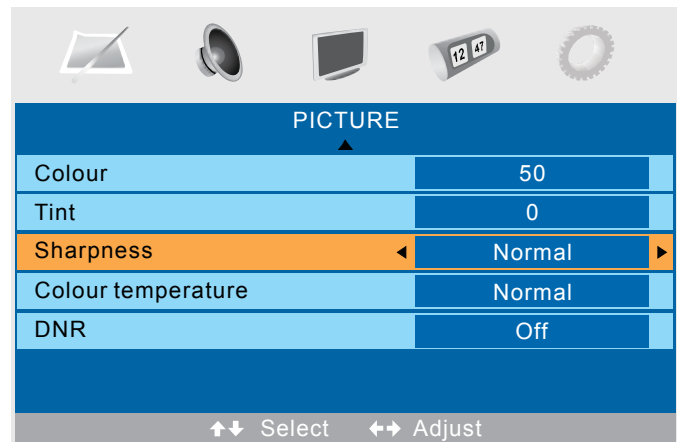 12 47
PICTURE
Colour 50
Tint 0
Sharpness Normal
Colour temperature Normal
DNR Off
Select Adjust